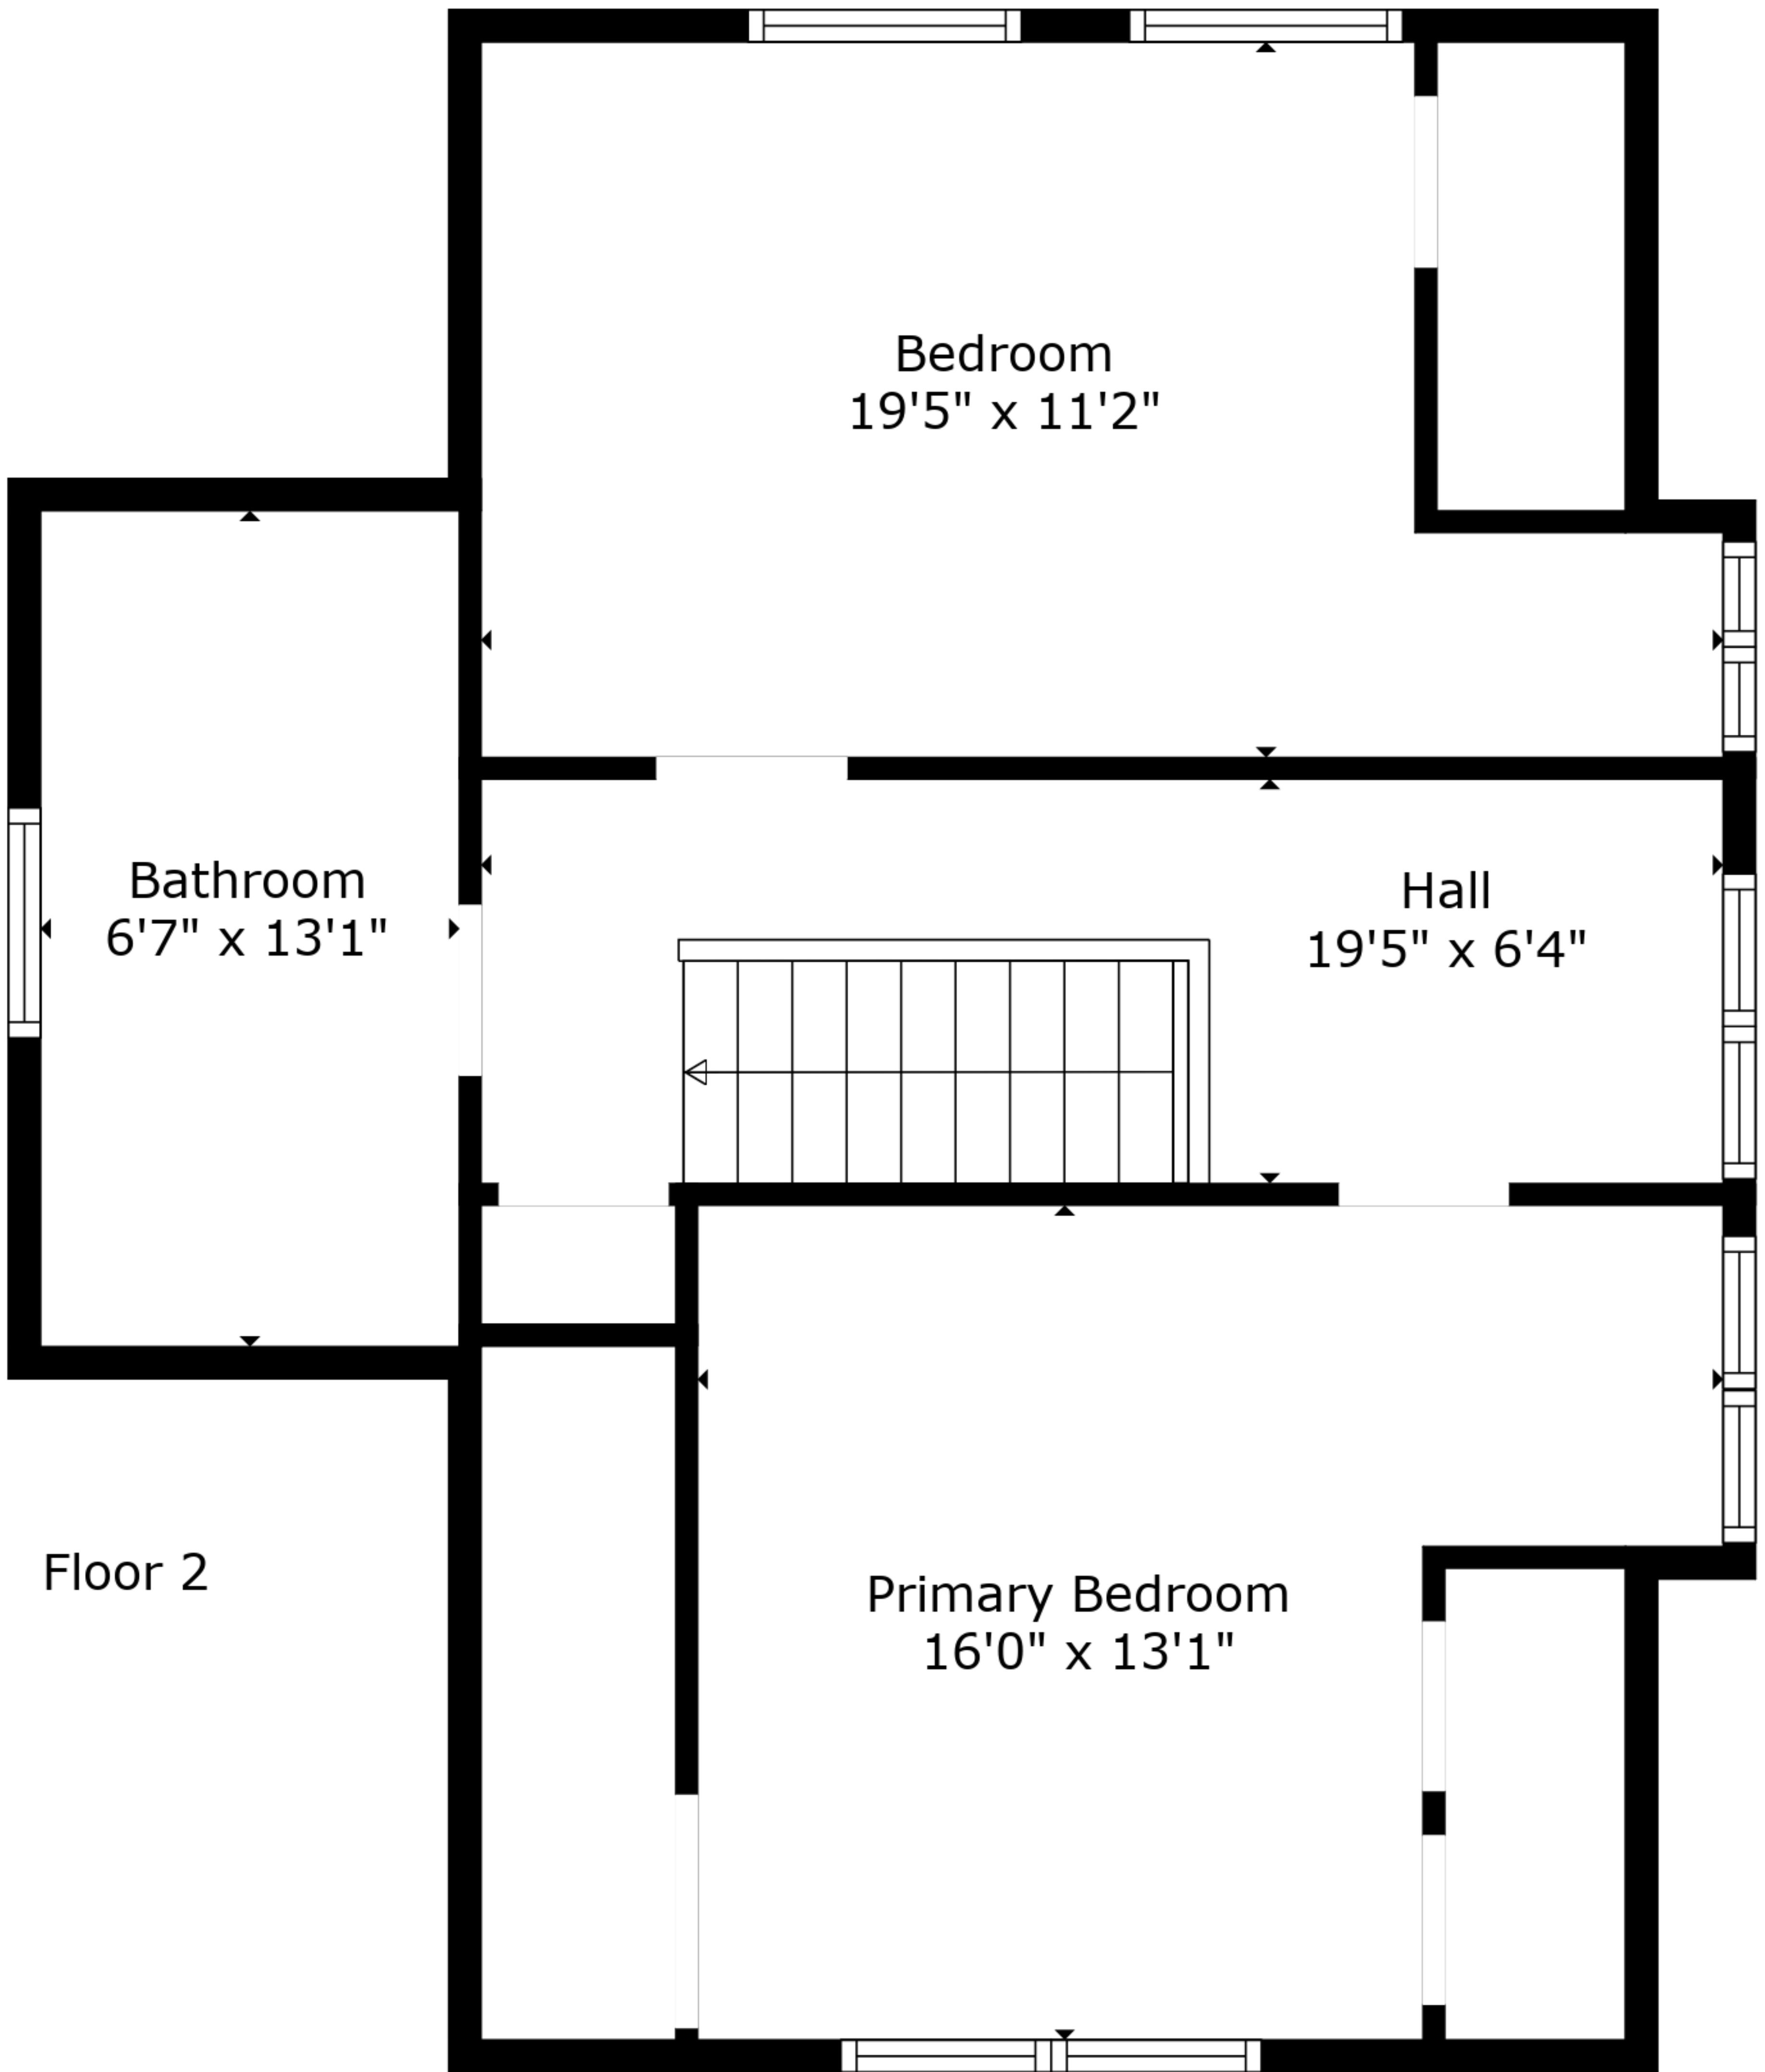 Bedroom
19'5" x 11'2"
Bathroom
6'7" x 13'1"
Hall
19'5" x 6'4"
Floor 2
Primary Bedroom
16'0" x 13'1"